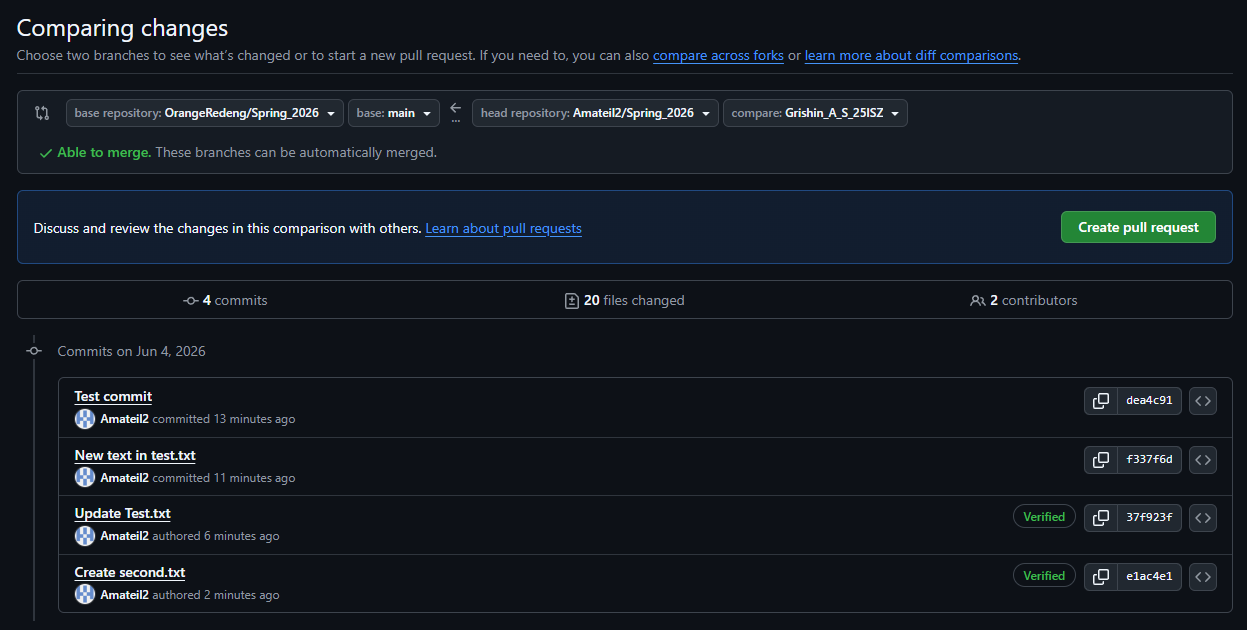 Comparing changes
Choose two branches to see what's changed or to start a new pull request. If you need to, you can also compare across forks or learn more about diff comparisons.
base repository: OrangeRedeng/Spring_2026 base: main ... head repository: Amateil2/Spring_2026 compare: Grishin_A_S_25ISZ
Able to merge. These branches can be automatically merged.
Discuss and review the changes in this comparison with others. Learn about pull requests Create pull request
4 commits 20 files changed 2 contributors
Commits on Jun 4, 2026
Test commit
Amateil2 committed 13 minutes ago dea4c91
New text in test.txt
Amateil2 committed 11 minutes ago f337f6d
Update Test.txt
Amateil2 authored 6 minutes ago Verified 37f923f
Create second.txt
Amateil2 authored 2 minutes ago Verified e1ac4e1